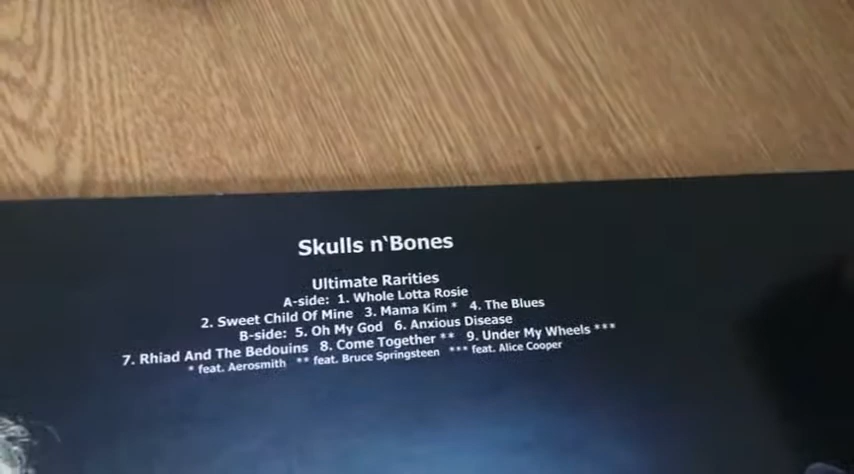 Skulls n'Bones
Ultimate Rarities
A-side: 1. Whole Lotta Rosie
2. Sweet Child Of Mine 3. Mama Kim * 4. The Blues
B-side: 5. Oh My God 6. Anxious Disease
7. Rhiad And The Bedouins 8. Come Together ** 9. Under My Wheels ***
* feat. Aerosmith ** feat. Bruce Springsteen *** feat. Alice Cooper